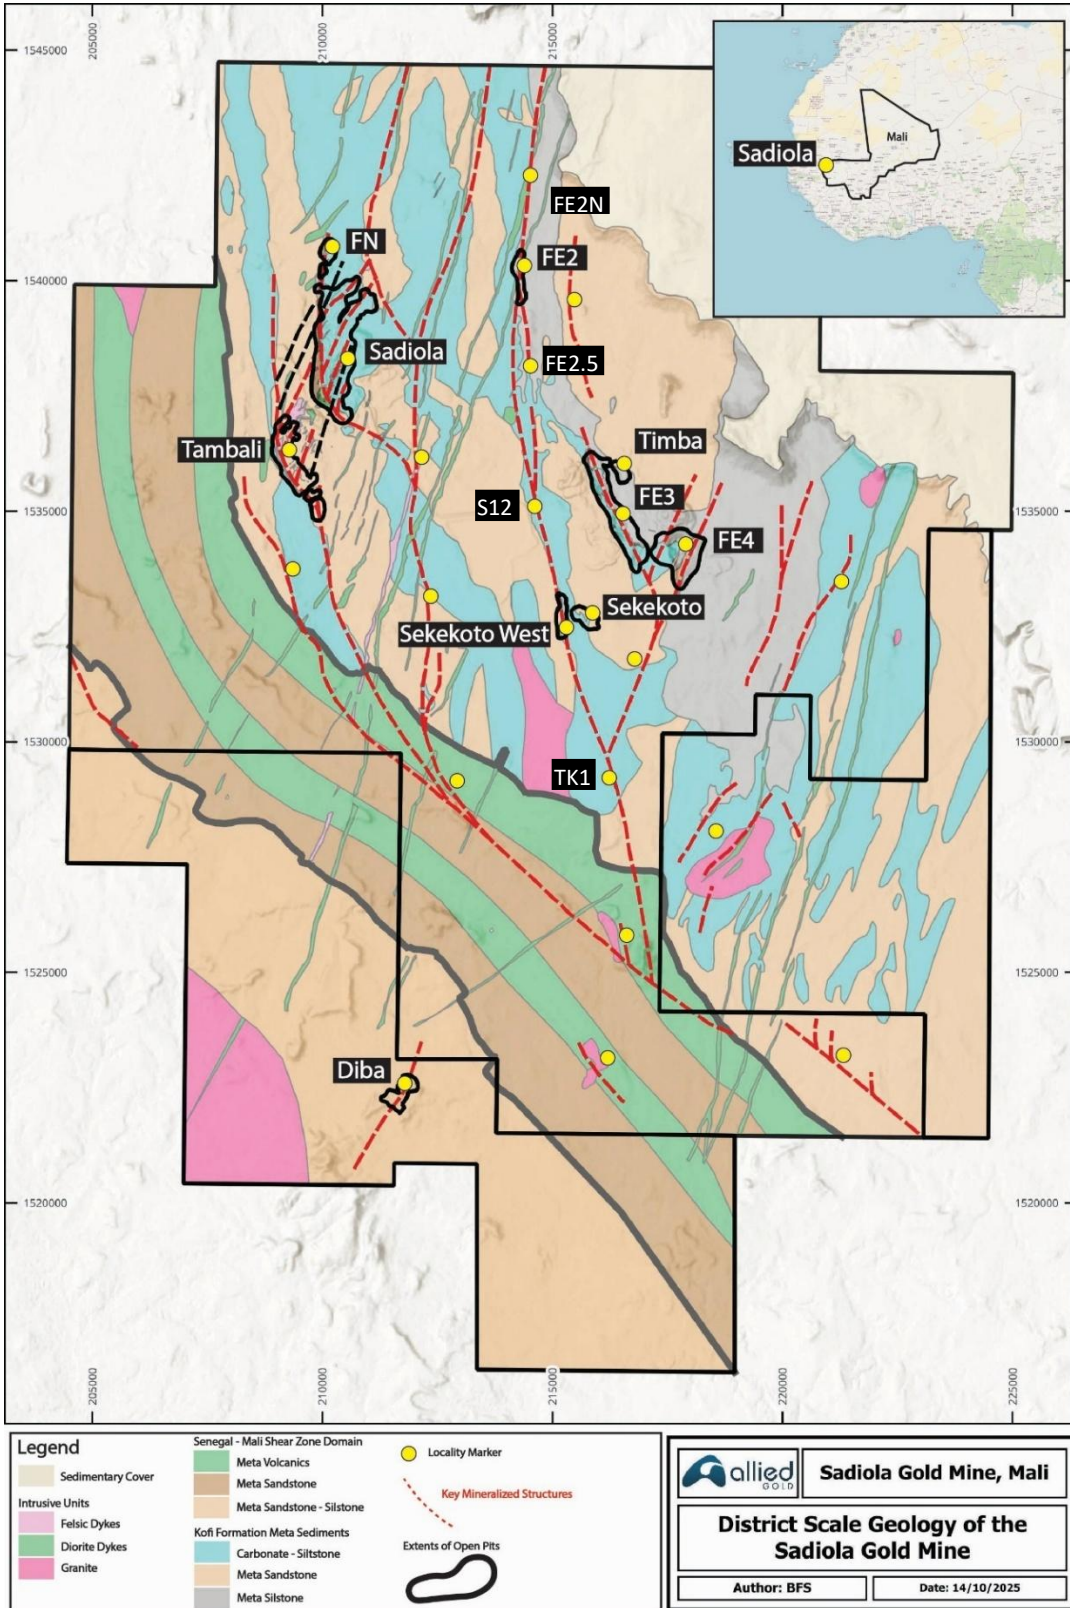 205000
210000
215000
1545000
Mali
Sadiola
FE2N
FN
FE2
1540000
Sadiola
FE2.5
Tambali
Timba
S12
FE3
1535000
1535000
FE4
Sekekoto
Sekekoto West
1530000
1530000
TK1
1525000
1525000
Diba
1520000
1520000
205000
210000
215000
220000
225000
Legend
Sedimentary Cover
Intrusive Units
Felsic Dykes
Diorite Dykes
Granite
Senegal - Mali Shear Zone Domain
Meta Volcanics
Meta Sandstone
Meta Sandstone - Silstone
Kofi Formation Meta Sediments
Carbonate - Siltstone
Meta Sandstone
Meta Silstone
Locality Marker
Key Mineralized Structures
Extents of Open Pits
allied
GOLD
Sadiola Gold Mine, Mali
District Scale Geology of the
Sadiola Gold Mine
Author: BFS
Date: 14/10/2025